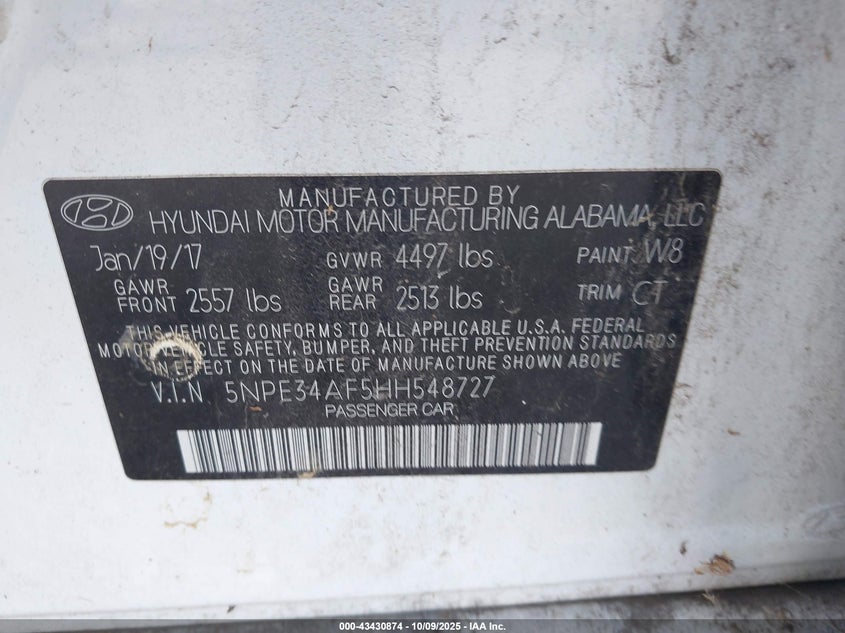 MANUFACTURED BY
HYUNDAI MOTOR MANUFACTURING ALABAMA, LLC
Jan/19/17 GVWR 4497 lbs PAINT W8
GAWR FRONT 2557 lbs GAWR REAR 2513 lbs TRIM CT
THIS VEHICLE CONFORMS TO ALL APPLICABLE U.S.A. FEDERAL
MOTOR VEHICLE SAFETY, BUMPER, AND THEFT PREVENTION STANDARDS
IN EFFECT ON THE DATE OF MANUFACTURE SHOWN ABOVE
V.I.N 5NPE34AF5HH548727
PASSENGER CAR
000-43430874 - 10/09/2025 - IAA Inc.